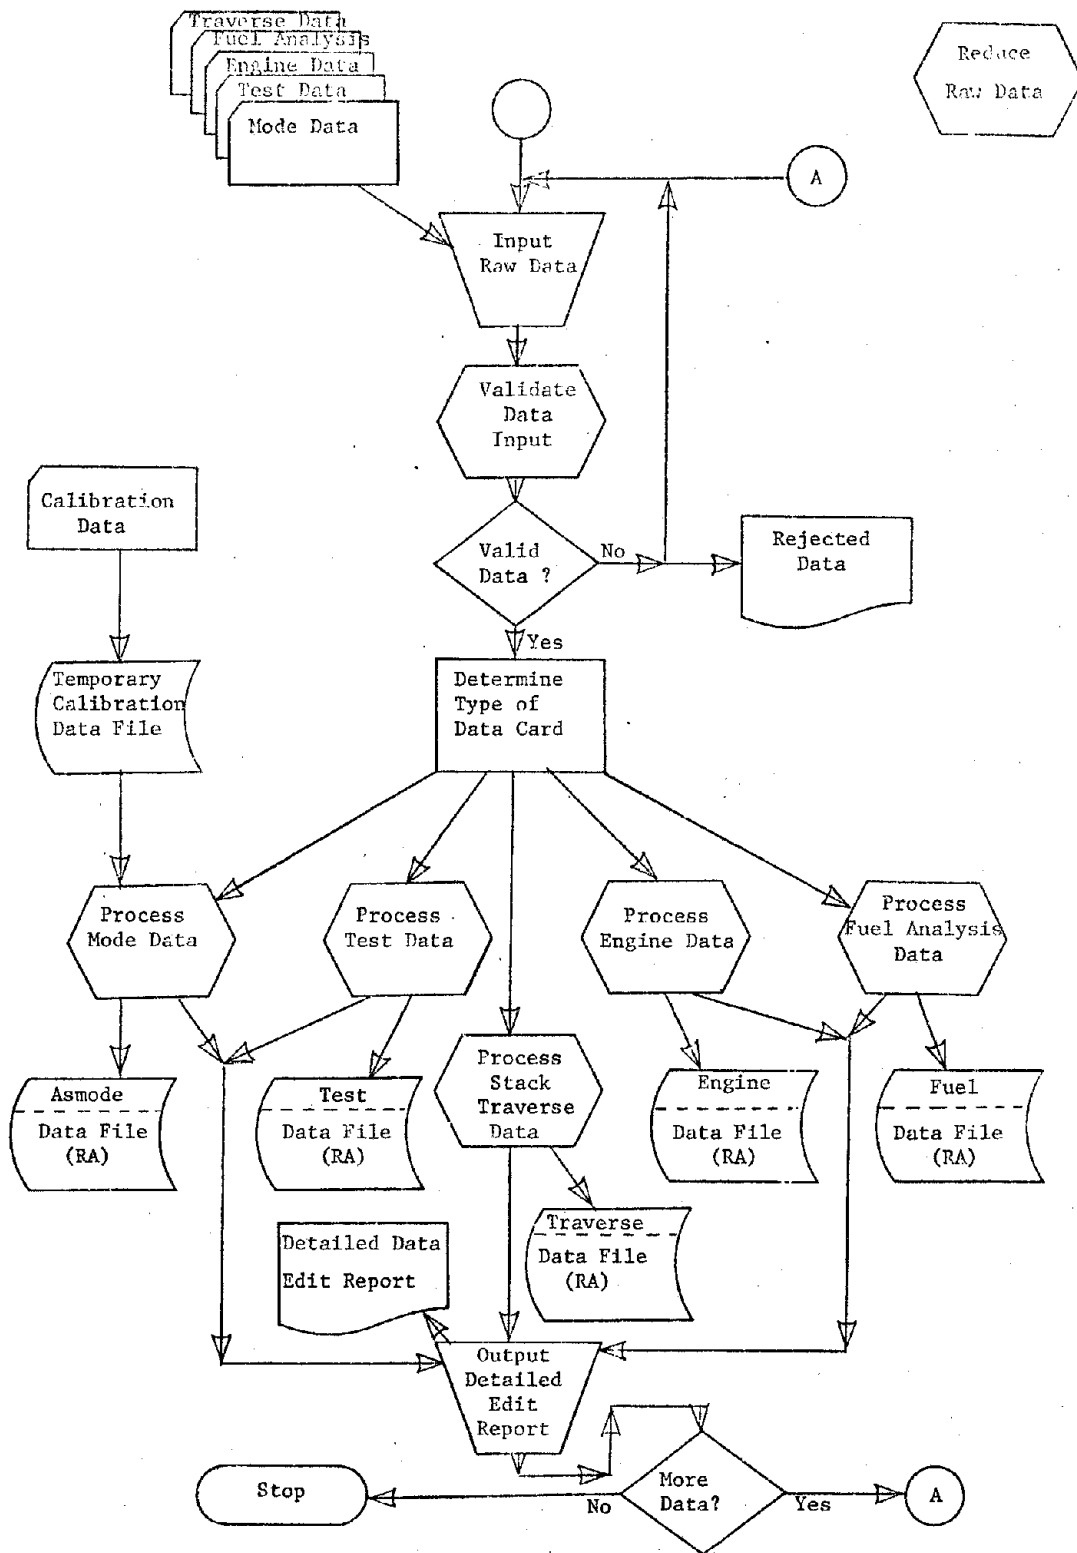 Traverse Data
Fuel Analysis
Engine Data
Test Data
Mode Data
Reduce
Raw Data
A
Input
Raw Data
Validate
Data
Input
Calibration
Data
Valid
Data ?
No
Rejected
Data
Yes
Temporary
Calibration
Data File
Determine
Type of
Data Card
Process
Mode Data
Process
Test Data
Process
Engine Data
Process
Fuel Analysis
Data
Process
Stack
Traverse
Data
Asmode
Data File
(RA)
Test
Data File
(RA)
Engine
Data File
(RA)
Fuel
Data File
(RA)
Traverse
Data File
(RA)
Detailed Data
Edit Report
Output
Detailed
Edit
Report
Stop
No
More
Data?
Yes
A